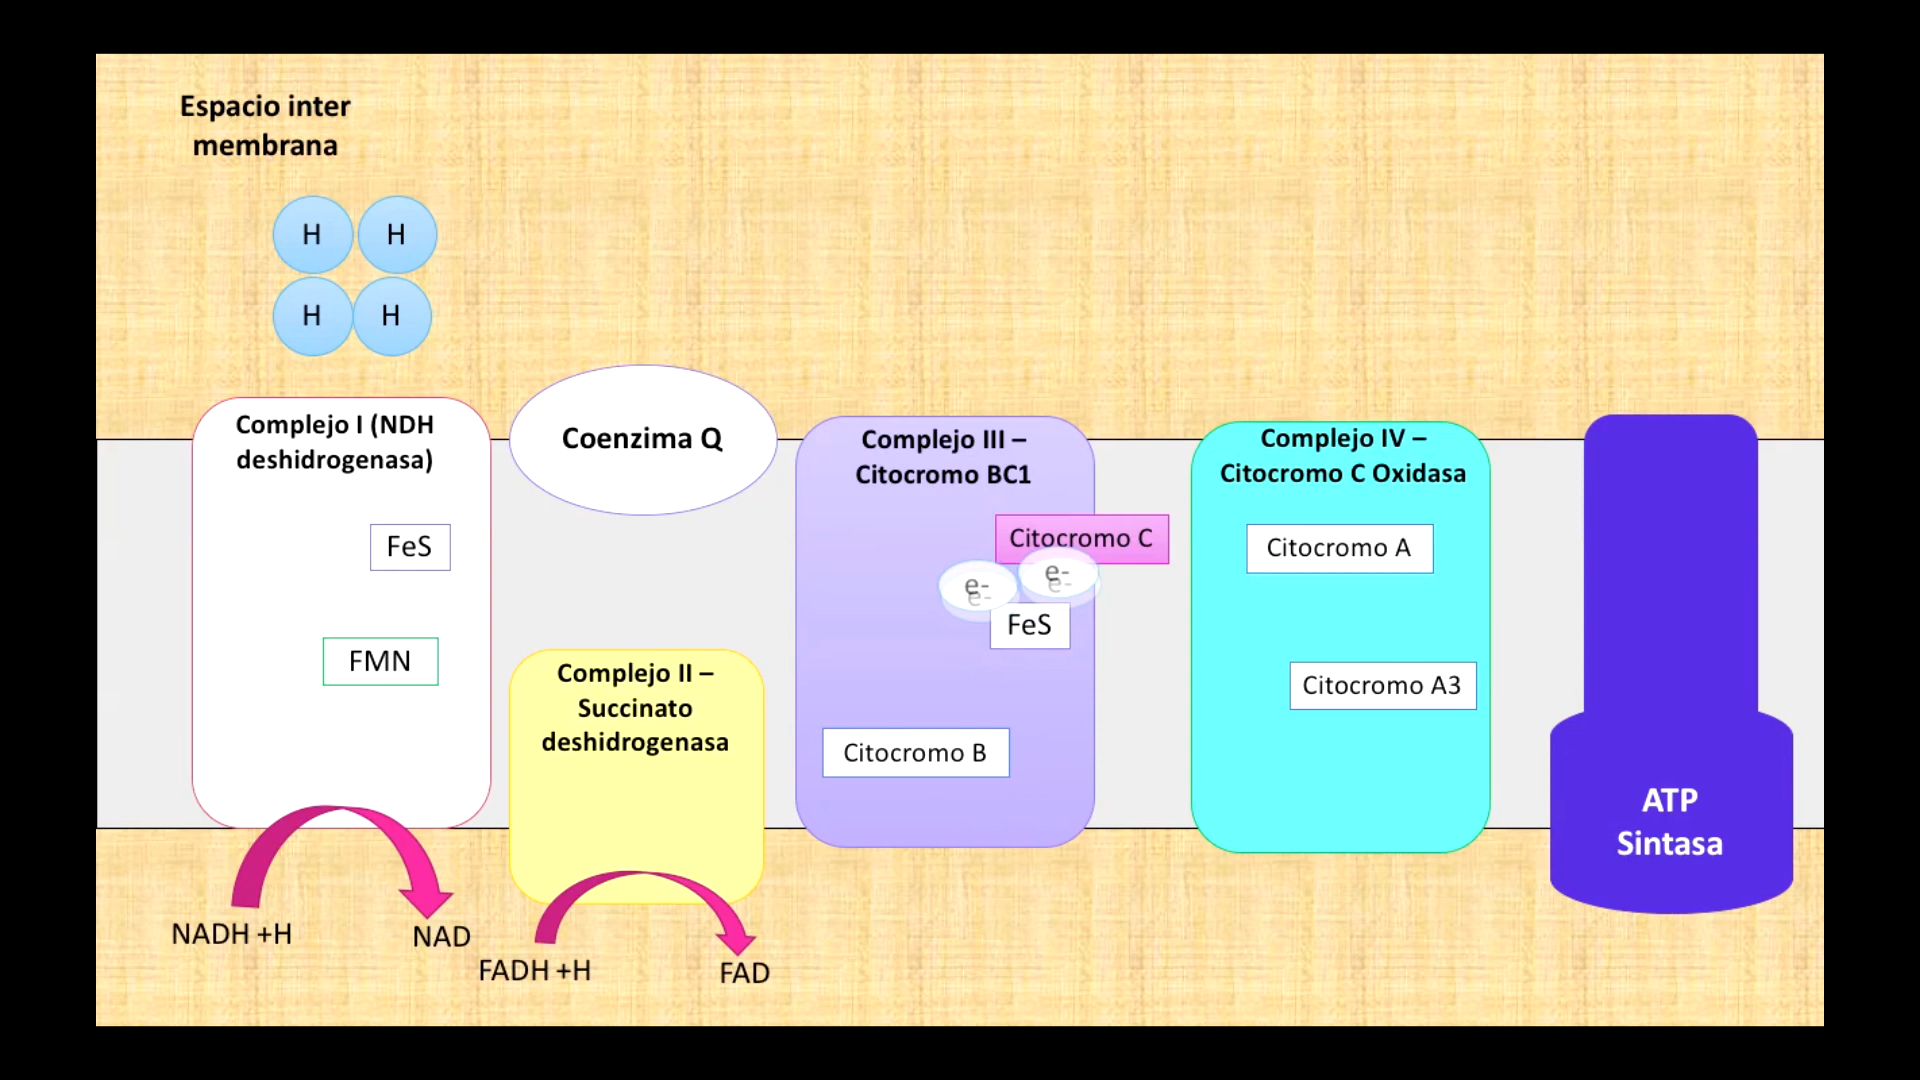 Espacio inter
membrana
H H
H H
Complejo I (NDH
deshidrogenasa)
FeS
FMN
NADH +H
NAD
Coenzima Q
Complejo II –
Succinato
deshidrogenasa
FADH +H
FAD
Complejo III –
Citocromo BC1
Citocromo C
e- e-
e- e-
FeS
Citocromo B
Complejo IV –
Citocromo C Oxidasa
Citocromo A
Citocromo A3
ATP
Sintasa